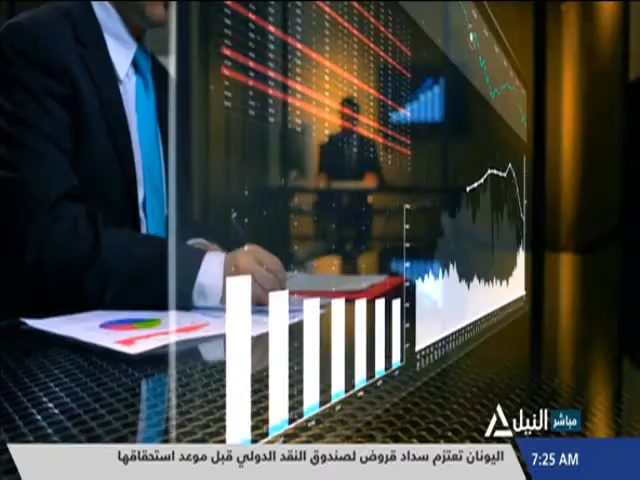 النيل مباشر
اليونان تعتزم سداد قروض لصندوق النقد الدولي قبل موعد استحقاقها
7:25 AM